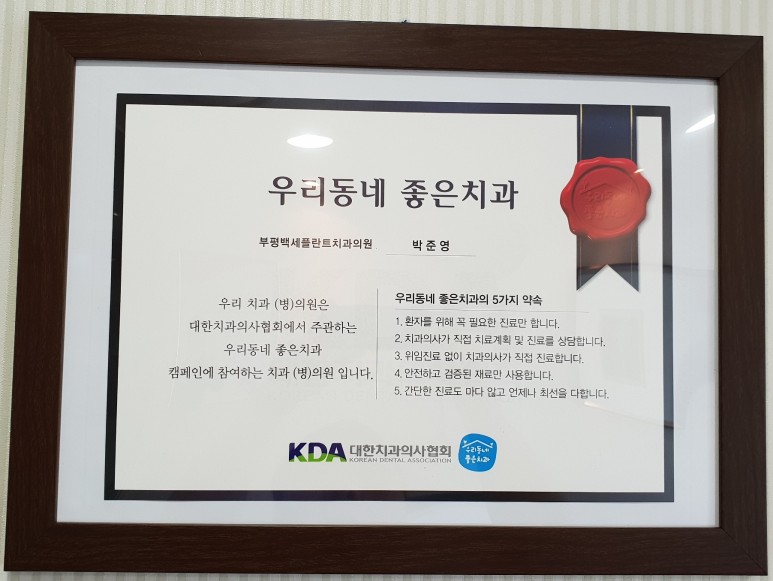 우리동네 좋은치과
부평백세플란트치과의원 박 준 영
우리 치과 (병)의원은
대한치과의사협회에서 주관하는
우리동네 좋은치과
캠페인에 참여하는 치과 (병)의원 입니다.
우리동네 좋은치과의 5가지 약속
1. 환자를 위해 꼭 필요한 진료만 합니다.
2. 치과의사가 직접 치료계획 및 진료를 상담합니다.
3. 위임진료 없이 치과의사가 직접 진료합니다.
4. 안전하고 검증된 재료만 사용합니다.
5. 간단한 진료도 마다 않고 언제나 최선을 다합니다.
KDA 대한치과의사협회
KOREAN DENTAL ASSOCIATION
우리동네
좋은치과